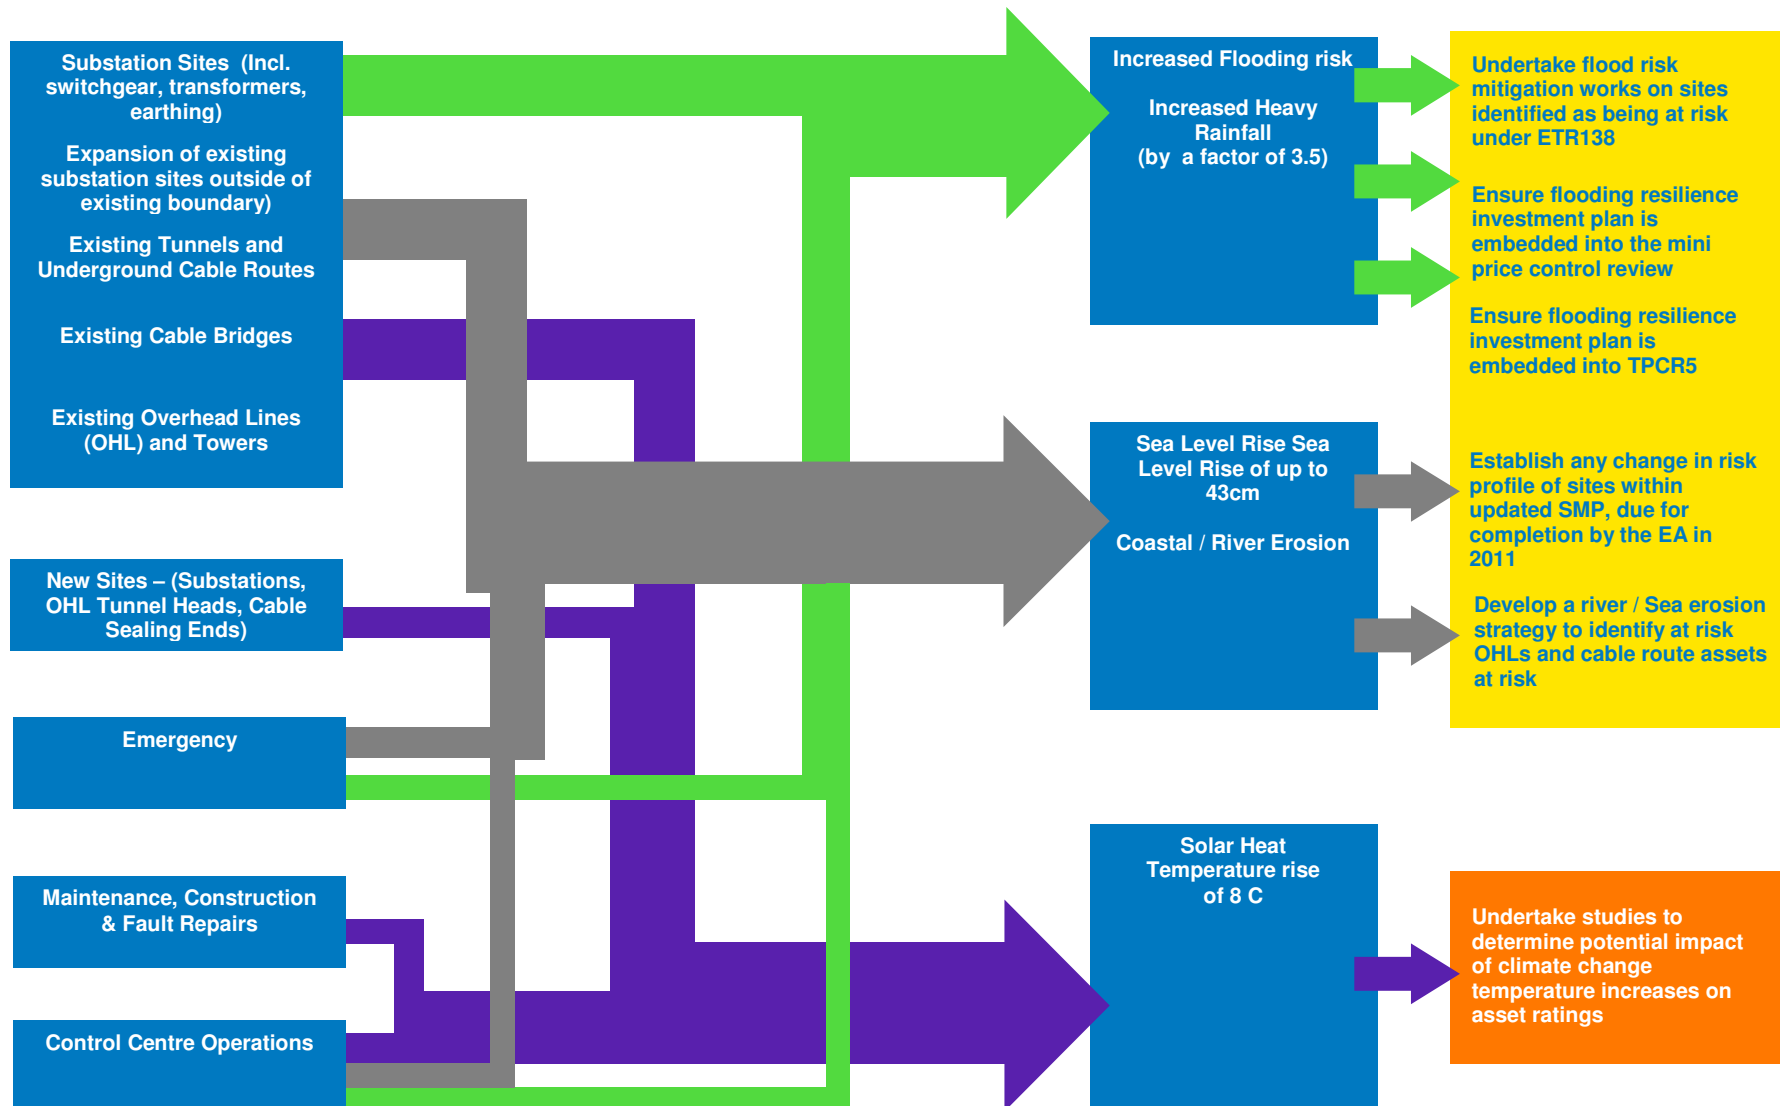 Substation Sites (Incl.
switchgear, transformers,
earthing)
Expansion of existing
substation sites outside of
existing boundary)
Existing Tunnels and
Underground Cable Routes
Existing Cable Bridges
Existing Overhead Lines
(OHL) and Towers
New Sites – (Substations,
OHL Tunnel Heads, Cable
Sealing Ends)
Emergency
Maintenance, Construction
& Fault Repairs
Control Centre Operations
Increased Flooding risk
Increased Heavy
Rainfall
(by a factor of 3.5)
Sea Level Rise Sea
Level Rise of up to
43cm
Coastal / River Erosion
Solar Heat
Temperature rise
of 8 C
Undertake flood risk
mitigation works on sites
identified as being at risk
under ETR138
Ensure flooding resilience
investment plan is
embedded into the mini
price control review
Ensure flooding resilience
investment plan is
embedded into TPCR5
Establish any change in risk
profile of sites within
updated SMP, due for
completion by the EA in
2011
Develop a river / Sea erosion
strategy to identify at risk
OHLs and cable route assets
at risk
Undertake studies to
determine potential impact
of climate change
temperature increases on
asset ratings